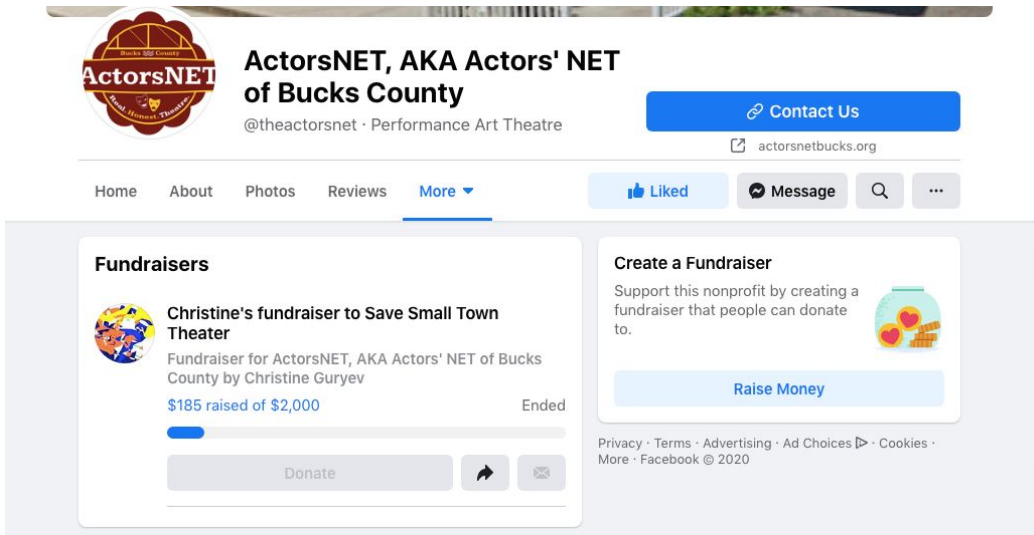 Bucks County
ActorsNET
Real. Honest. Theatre.
ActorsNET, AKA Actors' NET
of Bucks County
@theactorsnet · Performance Art Theatre
Contact Us
actorsnetbucks.org
Home About Photos Reviews More
Liked Message ...
Fundraisers
Christine's fundraiser to Save Small Town
Theater
Fundraiser for ActorsNET, AKA Actors' NET of Bucks
County by Christine Guryev
$185 raised of $2,000 Ended
Donate
Create a Fundraiser
Support this nonprofit by creating a
fundraiser that people can donate
to.
Raise Money
Privacy · Terms · Advertising · Ad Choices · Cookies ·
More · Facebook © 2020